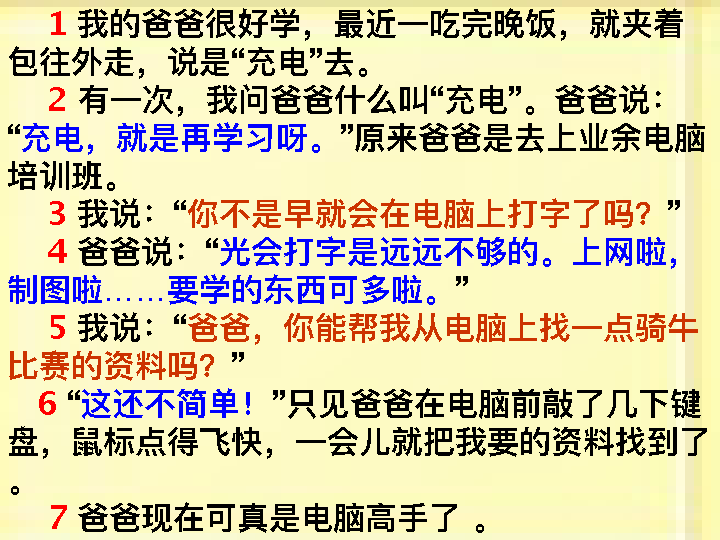 1 我的爸爸很好学，最近一吃完晚饭，就夹着
包往外走，说是“充电”去。
2 有一次，我问爸爸什么叫“充电”。爸爸说：
“充电，就是再学习呀。”原来爸爸是去上业余电脑
培训班。
3 我说：“你不是早就会在电脑上打字了吗？”
4 爸爸说：“光会打字是远远不够的。上网啦，
制图啦……要学的东西可多啦。”
5 我说：“爸爸，你能帮我从电脑上找一点骑牛
比赛的资料吗？”
6 “这还不简单！”只见爸爸在电脑前敲了几下键
盘，鼠标点得飞快，一会儿就把我要的资料找到了
。
7 爸爸现在可真是电脑高手了 。